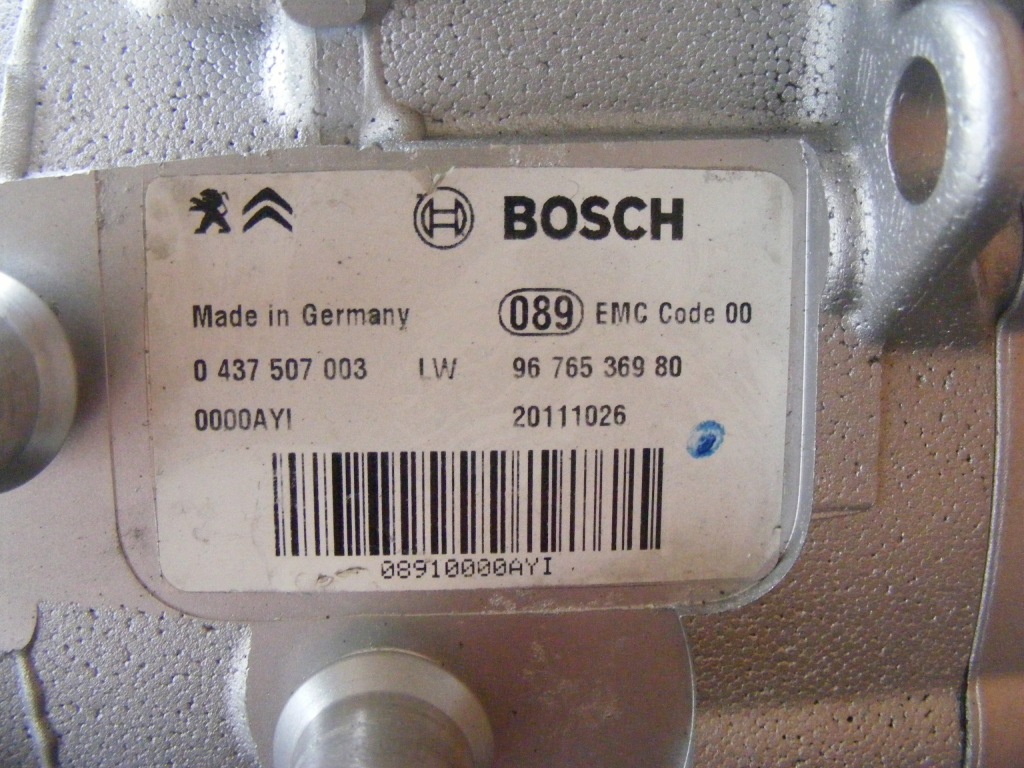 BOSCH
Made in Germany 089 EMC Code 00
0 437 507 003 LW 96 765 369 80
0000AYI 20111026
08910000AYI